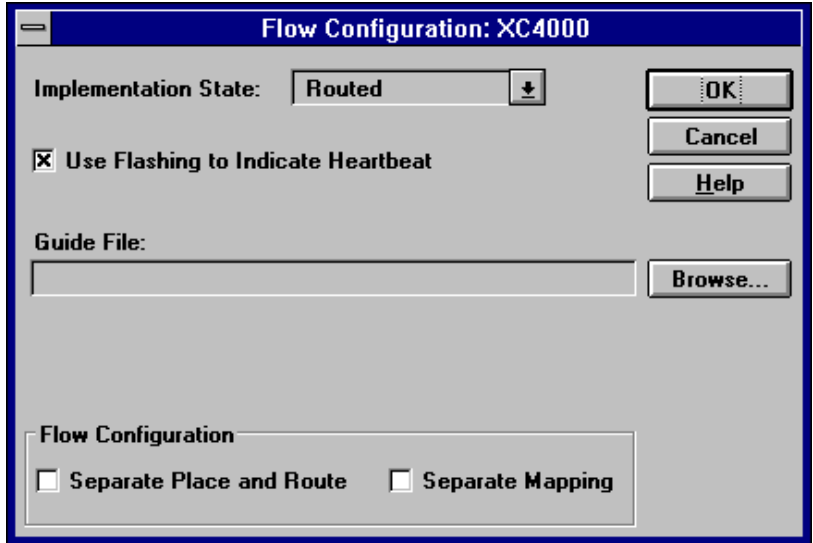 Flow Configuration: XC4000
Implementation State: Routed
OK
Cancel
Use Flashing to Indicate Heartbeat
Help
Guide File:
Browse...
Flow Configuration
Separate Place and Route Separate Mapping